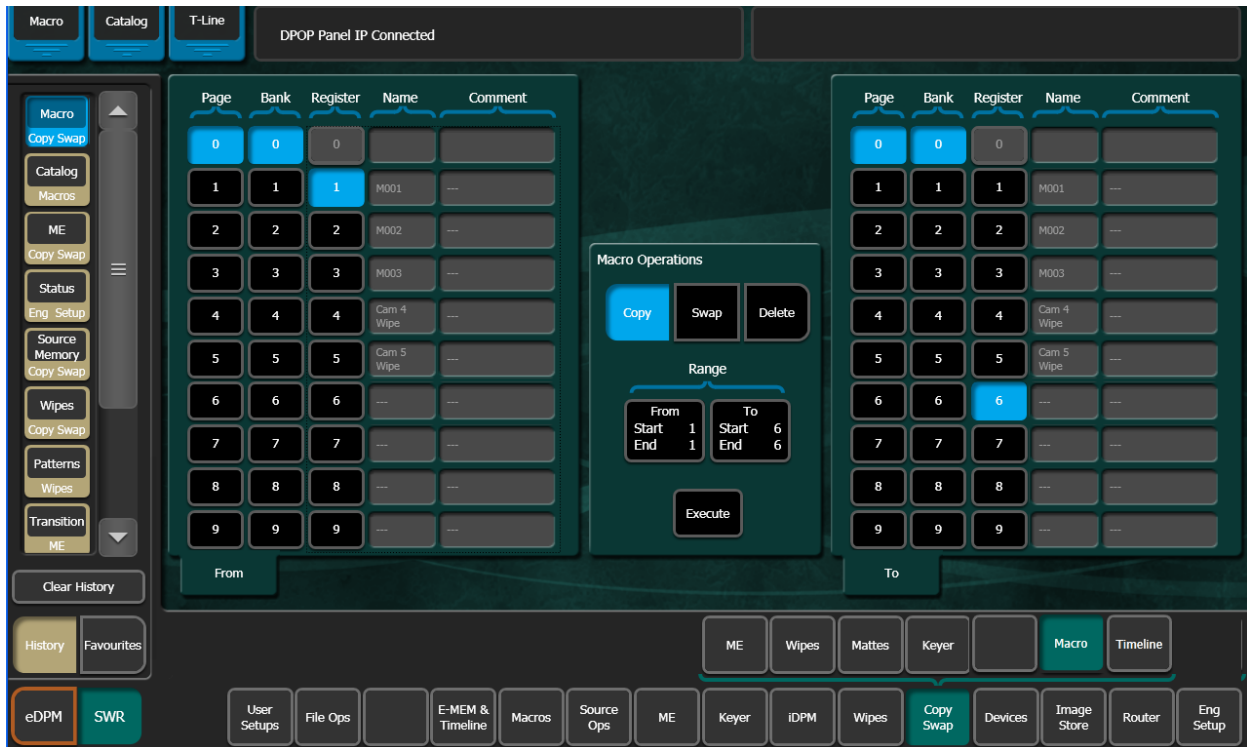 Macro
Catalog
T-Line
DPOP Panel IP Connected
Macro
Copy Swap
Catalog
Macros
ME
Copy Swap
Status
Eng Setup
Source
Memory
Copy Swap
Wipes
Copy Swap
Patterns
Wipes
Transition
ME
Clear History
History
Favourites
Page Bank Register Name Comment
0 0 0
1 1 1 M001 ---
2 2 2 M002 ---
3 3 3 M003 ---
4 4 4 Cam 4 ---
Wipe
5 5 5 Cam 5 ---
Wipe
6 6 6 --- ---
7 7 7 --- ---
8 8 8 --- ---
9 9 9 --- ---
From
Macro Operations
Copy Swap Delete
Range
From To
Start 1 Start 6
End 1 End 6
Execute
Page Bank Register Name Comment
0 0 0
1 1 1 M001 ---
2 2 2 M002 ---
3 3 3 M003 ---
4 4 4 Cam 4 ---
Wipe
5 5 5 Cam 5 ---
Wipe
6 6 6 --- ---
7 7 7 --- ---
8 8 8 --- ---
9 9 9 --- ---
To
ME Wipes Mattes Keyer Macro Timeline
eDPM
SWR
User
Setups
File Ops
E-MEM &
Timeline
Macros
Source
Ops
ME
Keyer
iDPM
Wipes
Copy
Swap
Devices
Image
Store
Router
Eng
Setup